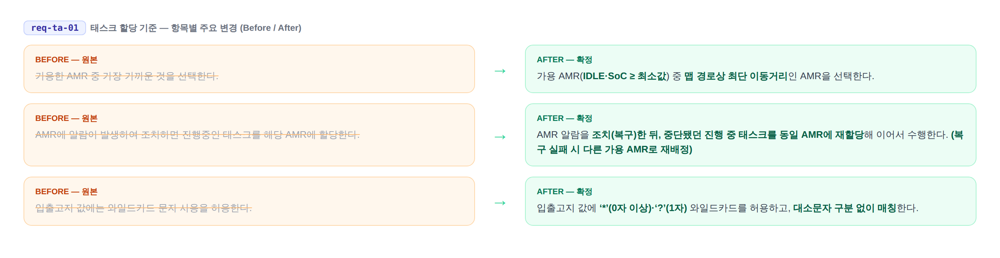 req-ta-01 태스크 할당 기준 — 항목별 주요 변경 (Before / After)
BEFORE — 원본
가용한 AMR 중 가장 가까운 것을 선택한다.
→
AFTER — 확정
가용 AMR(IDLE·SoC ≥ 최소값) 중 맵 경로상 최단 이동거리인 AMR을 선택한다.
BEFORE — 원본
AMR에 알람이 발생하여 조치하면 진행중인 태스크를 해당 AMR에 할당한다.
→
AFTER — 확정
AMR 알람을 조치(복구)한 뒤, 중단됐던 진행 중 태스크를 동일 AMR에 재할당해 이어서 수행한다. (복
구 실패 시 다른 가용 AMR로 재배정)
BEFORE — 원본
입출고지 값에는 와일드카드 문자 사용을 허용한다.
→
AFTER — 확정
입출고지 값에 ‘*’(0자 이상)·‘?’(1자) 와일드카드를 허용하고, 대소문자 구분 없이 매칭한다.